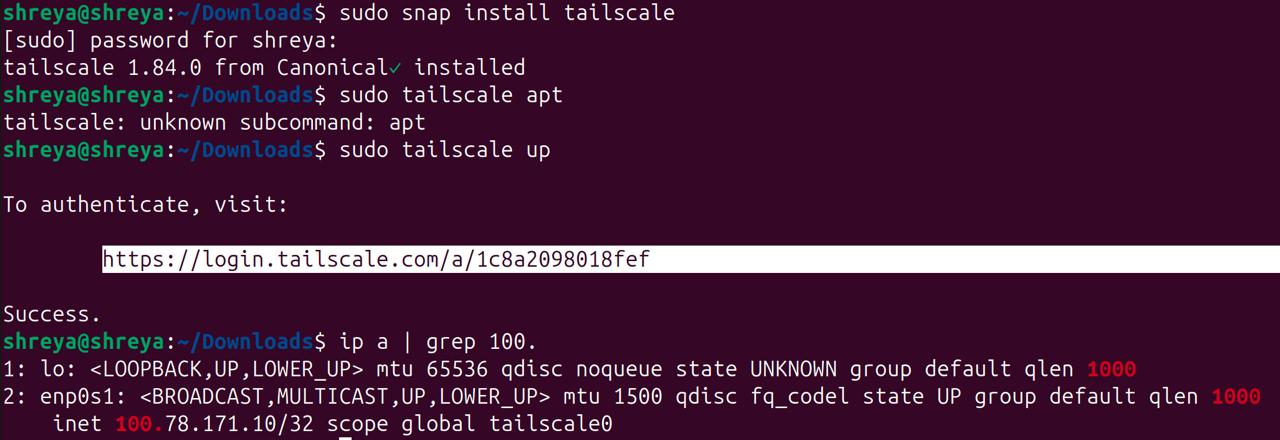 shreya@shreya:~/Downloads$ sudo snap install tailscale
[sudo] password for shreya:
tailscale 1.84.0 from Canonical✓ installed
shreya@shreya:~/Downloads$ sudo tailscale apt
tailscale: unknown subcommand: apt
shreya@shreya:~/Downloads$ sudo tailscale up
To authenticate, visit:
https://login.tailscale.com/a/1c8a2098018fef
Success.
shreya@shreya:~/Downloads$ ip a | grep 100.
1: lo: <LOOPBACK,UP,LOWER_UP> mtu 65536 qdisc noqueue state UNKNOWN group default qlen 1000
2: enp0s1: <BROADCAST,MULTICAST,UP,LOWER_UP> mtu 1500 qdisc fq_codel state UP group default qlen 1000
inet 100.78.171.10/32 scope global tailscale0